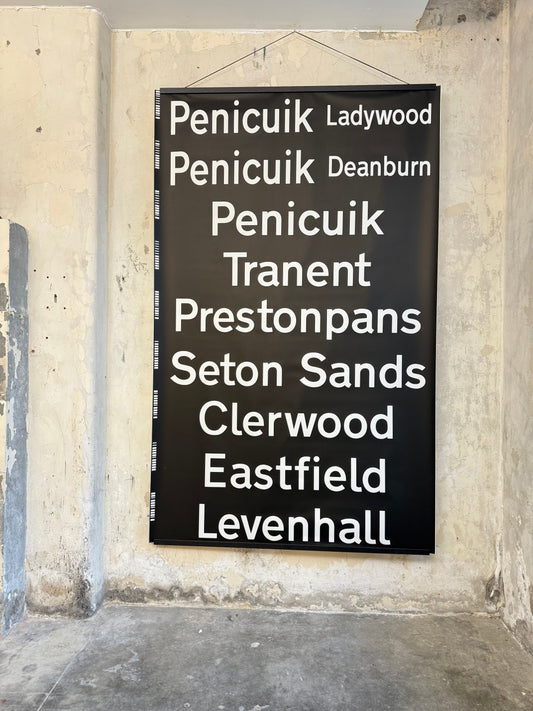 Penicuik Ladywood
Penicuik Deanburn
Penicuik
Tranent
Prestonpans
Seton Sands
Clerwood
Eastfield
Levenhall